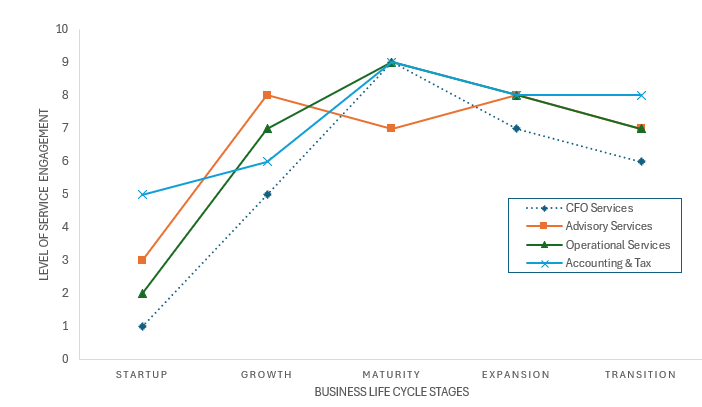 10
9
8
7
6
5
4
3
2
1
0
LEVEL OF SERVICE ENGAGEMENT
CFO Services
Advisory Services
Operational Services
Accounting & Tax
STARTUP GROWTH MATURITY EXPANSION TRANSITION
BUSINESS LIFE CYCLE STAGES